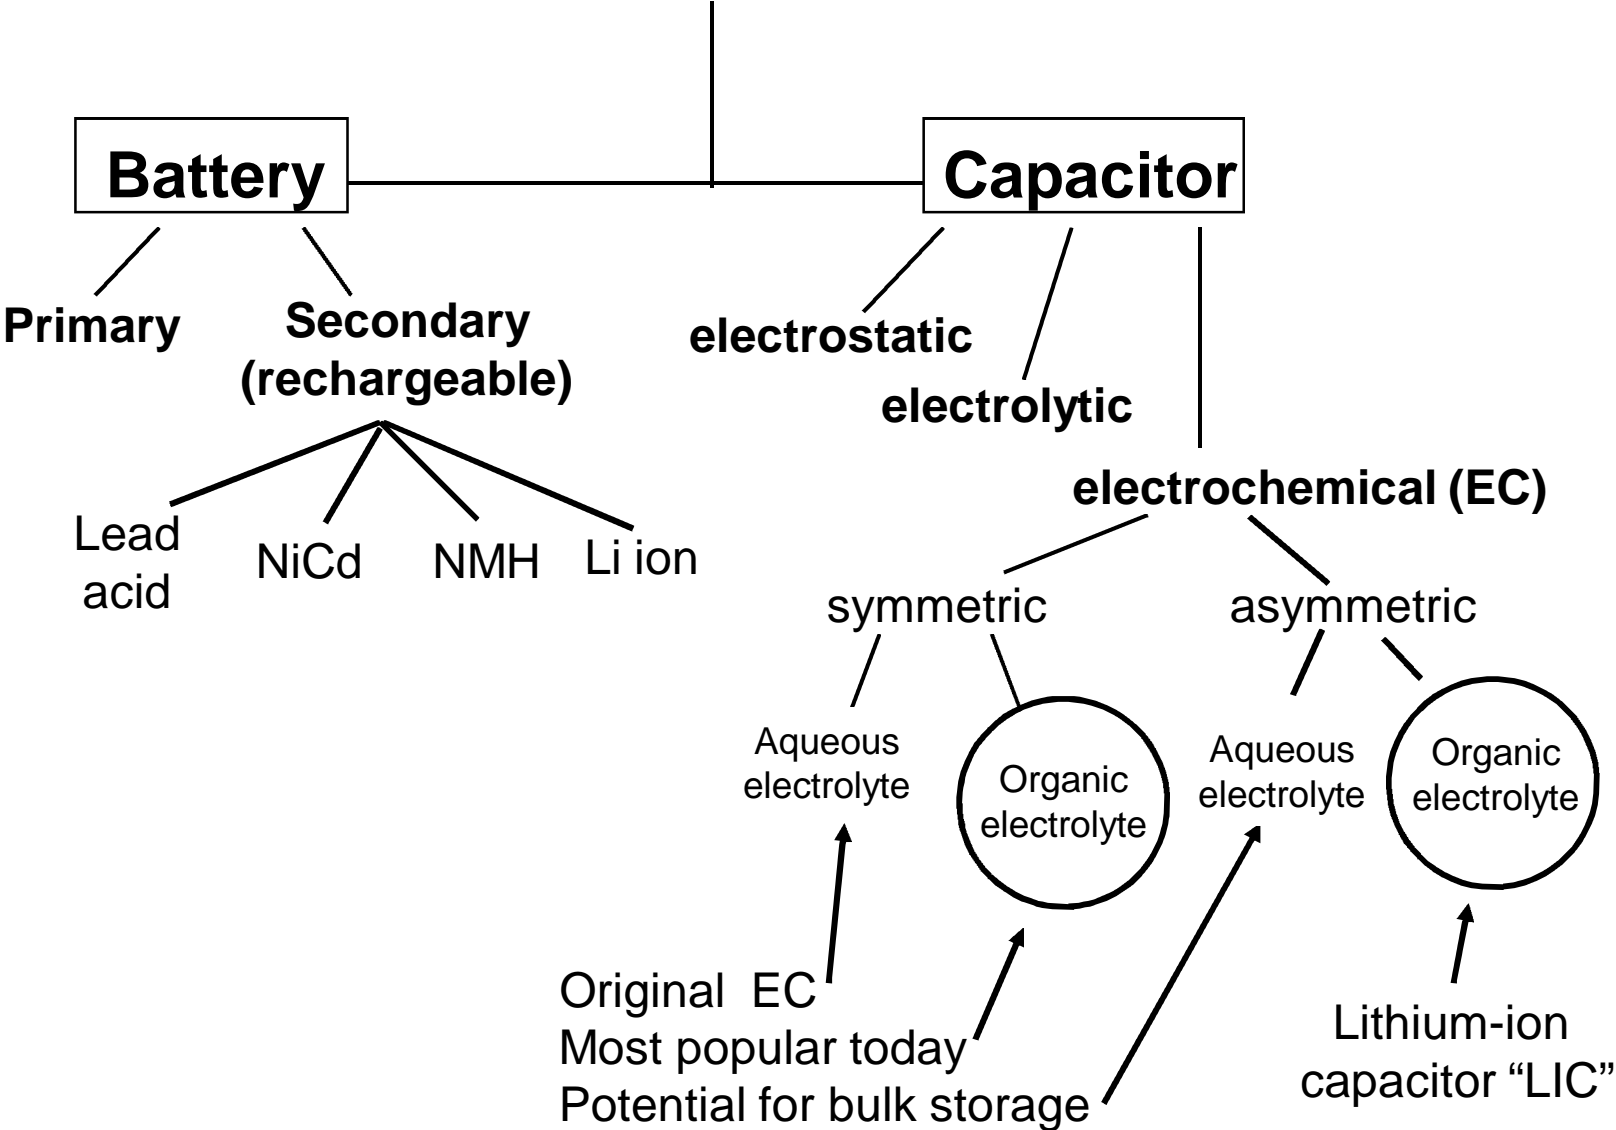 Battery
Capacitor
Primary
Secondary
(rechargeable)
electrostatic
electrolytic
electrochemical (EC)
Lead
acid
NiCd
NMH
Li ion
symmetric
asymmetric
Aqueous
electrolyte
Organic
electrolyte
Aqueous
electrolyte
Organic
electrolyte
Original EC
Most popular today
Potential for bulk storage
Lithium-ion
capacitor “LIC”